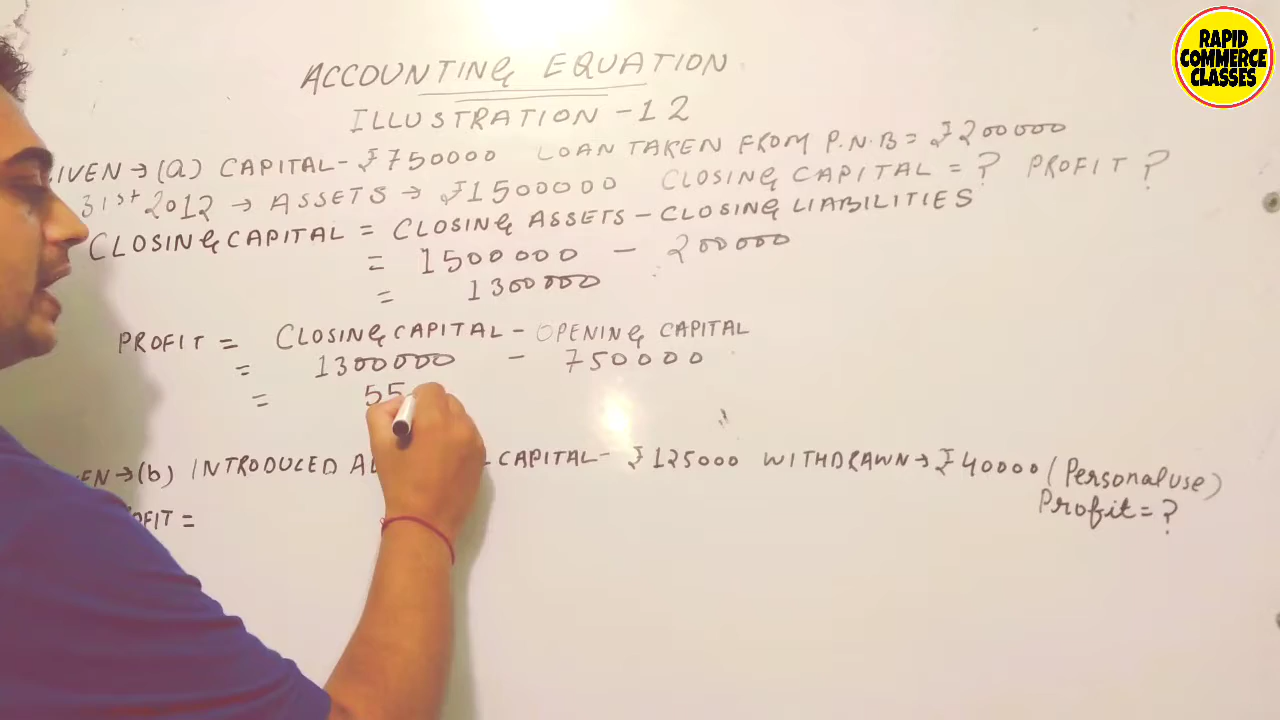 RAPID
COMMERCE
CLASSES
ACCOUNTING EQUATION
ILLUSTRATION - 12
IVEN → (a) CAPITAL - ₹750000 LOAN TAKEN FROM P.N.B = ₹200000
31st 2012 → ASSETS → ₹1500000 CLOSING CAPITAL = ? PROFIT ?
CLOSING CAPITAL = CLOSING ASSETS - CLOSING LIABILITIES
= 1500000 - 200000
= 1300000
PROFIT = CLOSING CAPITAL - OPENING CAPITAL
= 1300000 - 750000
= 55
EN → (b) INTRODUCED CAPITAL - ₹125000 WITHDRAWN → ₹40000 (Personal use)
Profit = ?
OFIT =